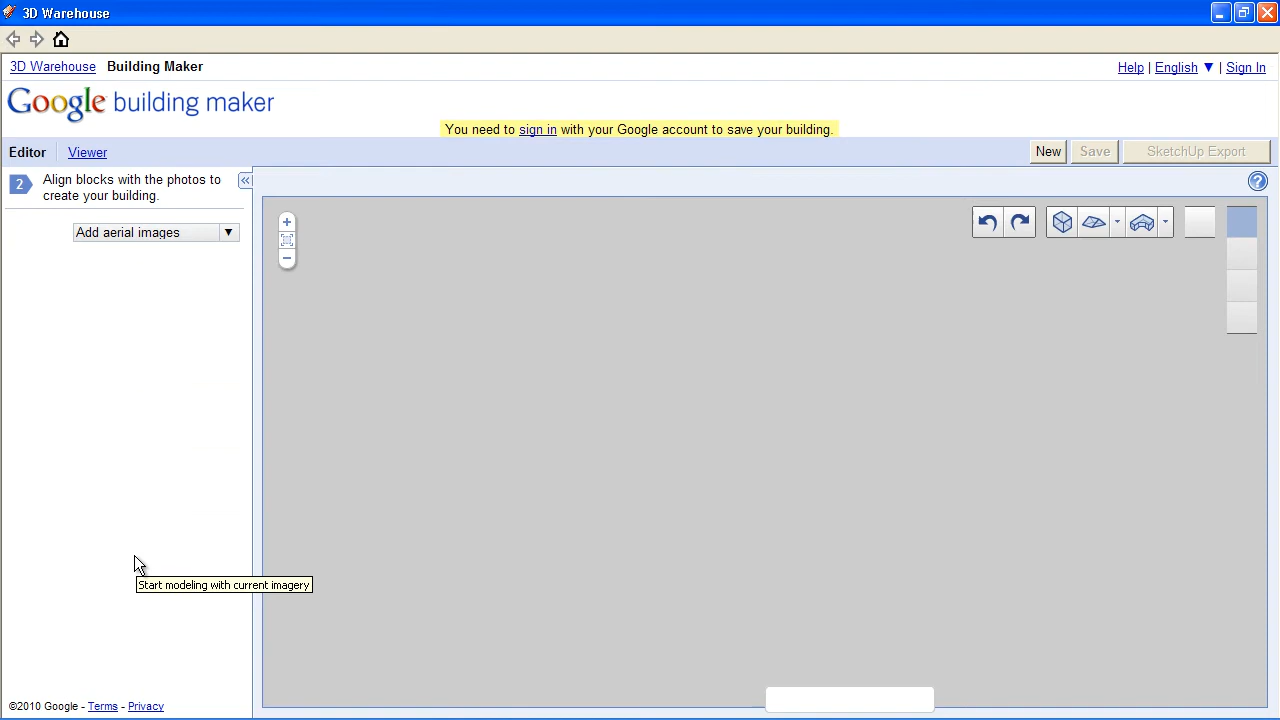 3D Warehouse
3D Warehouse Building Maker
Help | English ▼ | Sign In
Google building maker
You need to sign in with your Google account to save your building.
Editor Viewer
New Save SketchUp Export
2 Align blocks with the photos to
create your building.
Add aerial images
Start modeling with current imagery
©2010 Google - Terms - Privacy